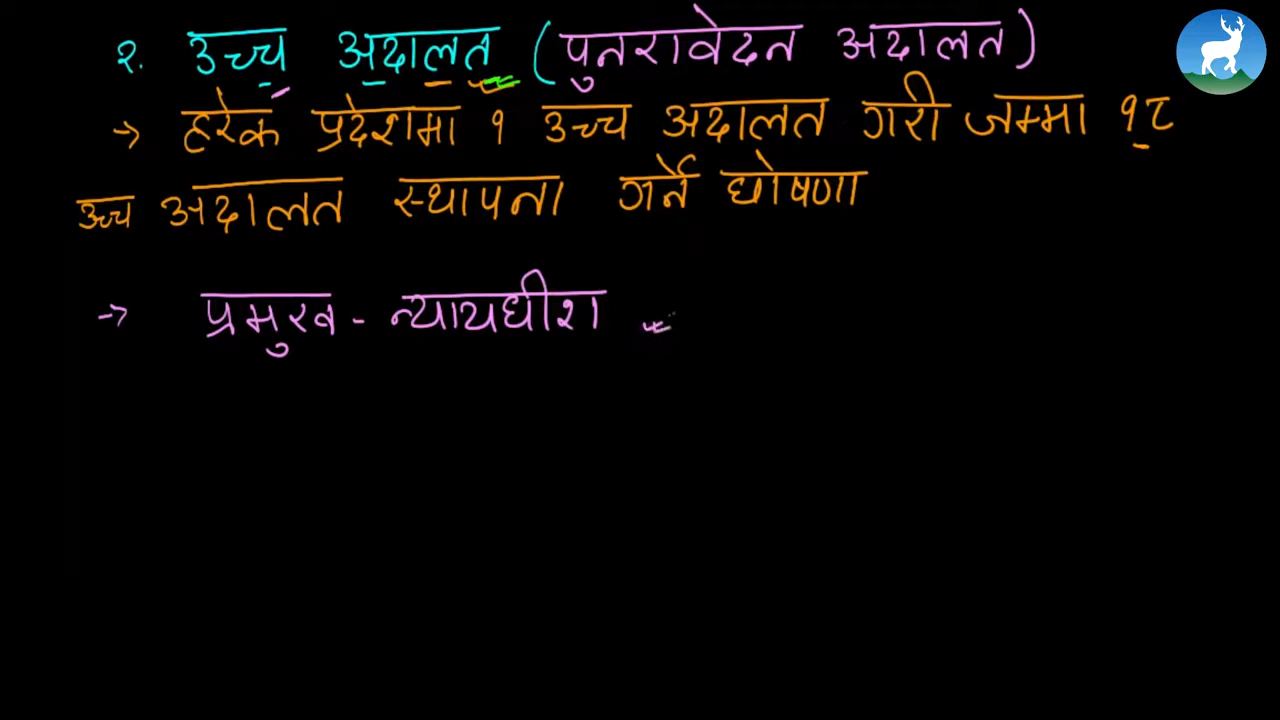 २. उच्च अदालत (पुनरावेदन अदालत)
→ हरेक प्रदेशमा १ उच्च अदालत गरी जम्मा १८
उच्च अदालत स्थापना गर्ने घोषणा
→ प्रमुख - न्यायधीश